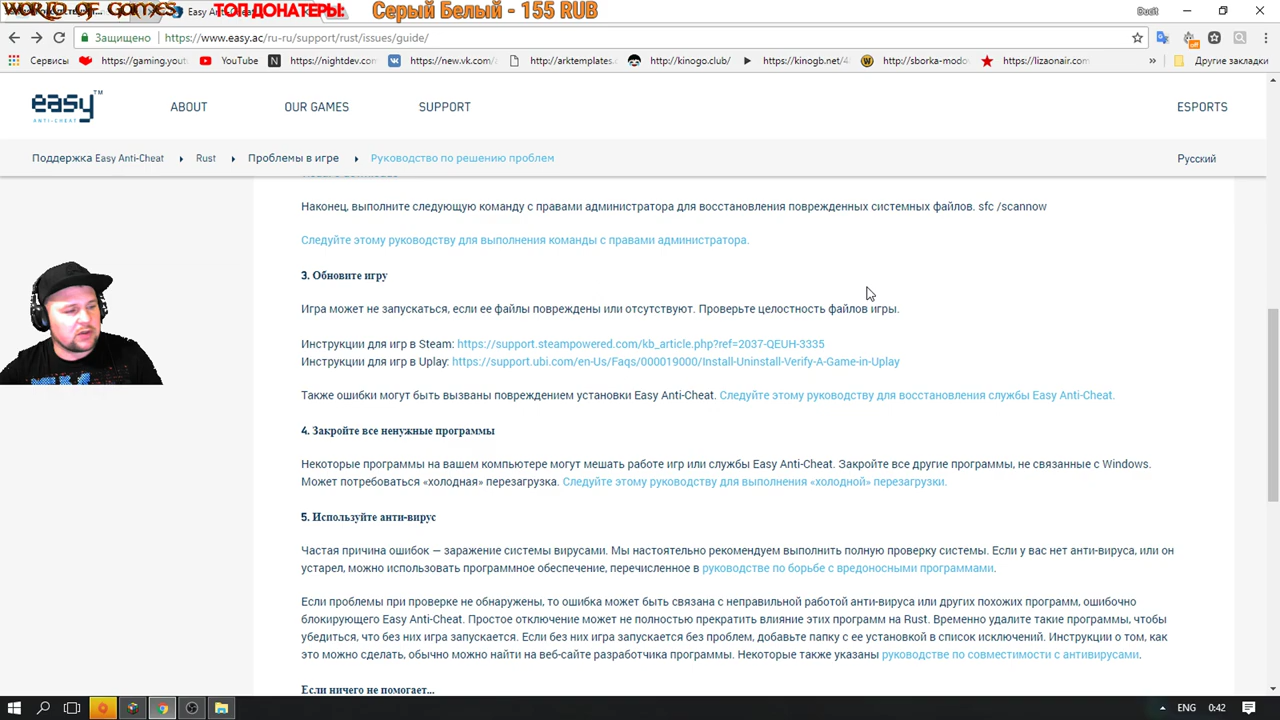 WORLD OF GAMES
ТОП ДОНАТЕРЫ:
Серый Белый - 155 RUB
Easy Anti-Cheat
Ducit
Защищено
https://www.easy.ac/ru-ru/support/rust/issues/guide/
Сервисы
https://gaming.yout
YouTube
https://nightdev.com
https://new.vk.com/
http://arktemplates.c
http://kinogo.club/
https://kinogb.net/4
http://sborka-modo
https://lizaonair.com
»
Другие закладки
easy™
ANTI-CHEAT
ABOUT
OUR GAMES
SUPPORT
ESPORTS
Поддержка Easy Anti-Cheat
Rust
Проблемы в игре
Руководство по решению проблем
Русский
Наконец, выполните следующую команду с правами администратора для восстановления поврежденных системных файлов. sfc /scannow
Следуйте этому руководству для выполнения команды с правами администратора.
3. Обновите игру
Игра может не запускаться, если ее файлы повреждены или отсутствуют. Проверьте целостность файлов игры.
Инструкции для игр в Steam: https://support.steampowered.com/kb_article.php?ref=2037-QEUH-3335
Инструкции для игр в Uplay: https://support.ubi.com/en-Us/Faqs/000019000/Install-Uninstall-Verify-A-Game-in-Uplay
Также ошибки могут быть вызваны повреждением установки Easy Anti-Cheat. Следуйте этому руководству для восстановления службы Easy Anti-Cheat.
4. Закройте все ненужные программы
Некоторые программы на вашем компьютере могут мешать работе игр или службы Easy Anti-Cheat. Закройте все другие программы, не связанные с Windows.
Может потребоваться «холодная» перезагрузка. Следуйте этому руководству для выполнения «холодной» перезагрузки.
5. Используйте анти-вирус
Частая причина ошибок — заражение системы вирусами. Мы настоятельно рекомендуем выполнить полную проверку системы. Если у вас нет анти-вируса, или он
устарел, можно использовать программное обеспечение, перечисленное в руководстве по борьбе с вредоносными программами.
Если проблемы при проверке не обнаружены, то ошибка может быть связана с неправильной работой анти-вируса или других похожих программ, ошибочно
блокирующего Easy Anti-Cheat. Простое отключение может не полностью прекратить влияние этих программ на Rust. Временно удалите такие программы, чтобы
убедиться, что без них игра запускается. Если без них игра запускается без проблем, добавьте папку с ее установкой в список исключений. Инструкции о том, как
это можно сделать, обычно можно найти на веб-сайте разработчика программы. Некоторые также указаны руководстве по совместимости с антивирусами.
Если ничего не помогает...
ENG
0:42